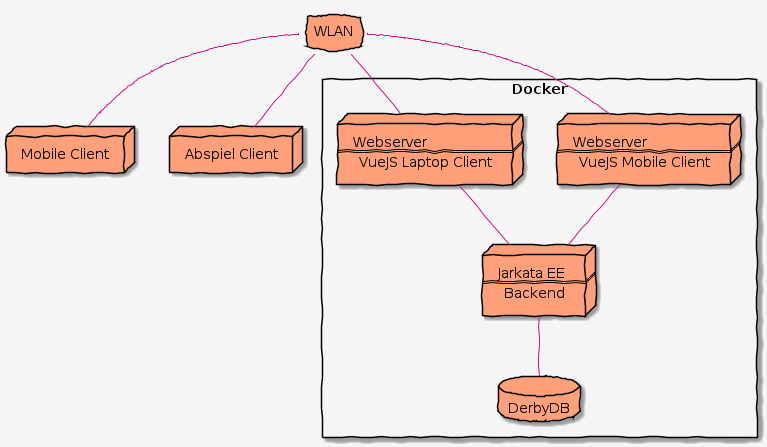 WLAN
Docker
Mobile Client
Abspiel Client
Webserver
VueJS Laptop Client
Webserver
VueJS Mobile Client
Jarkata EE
Backend
DerbyDB